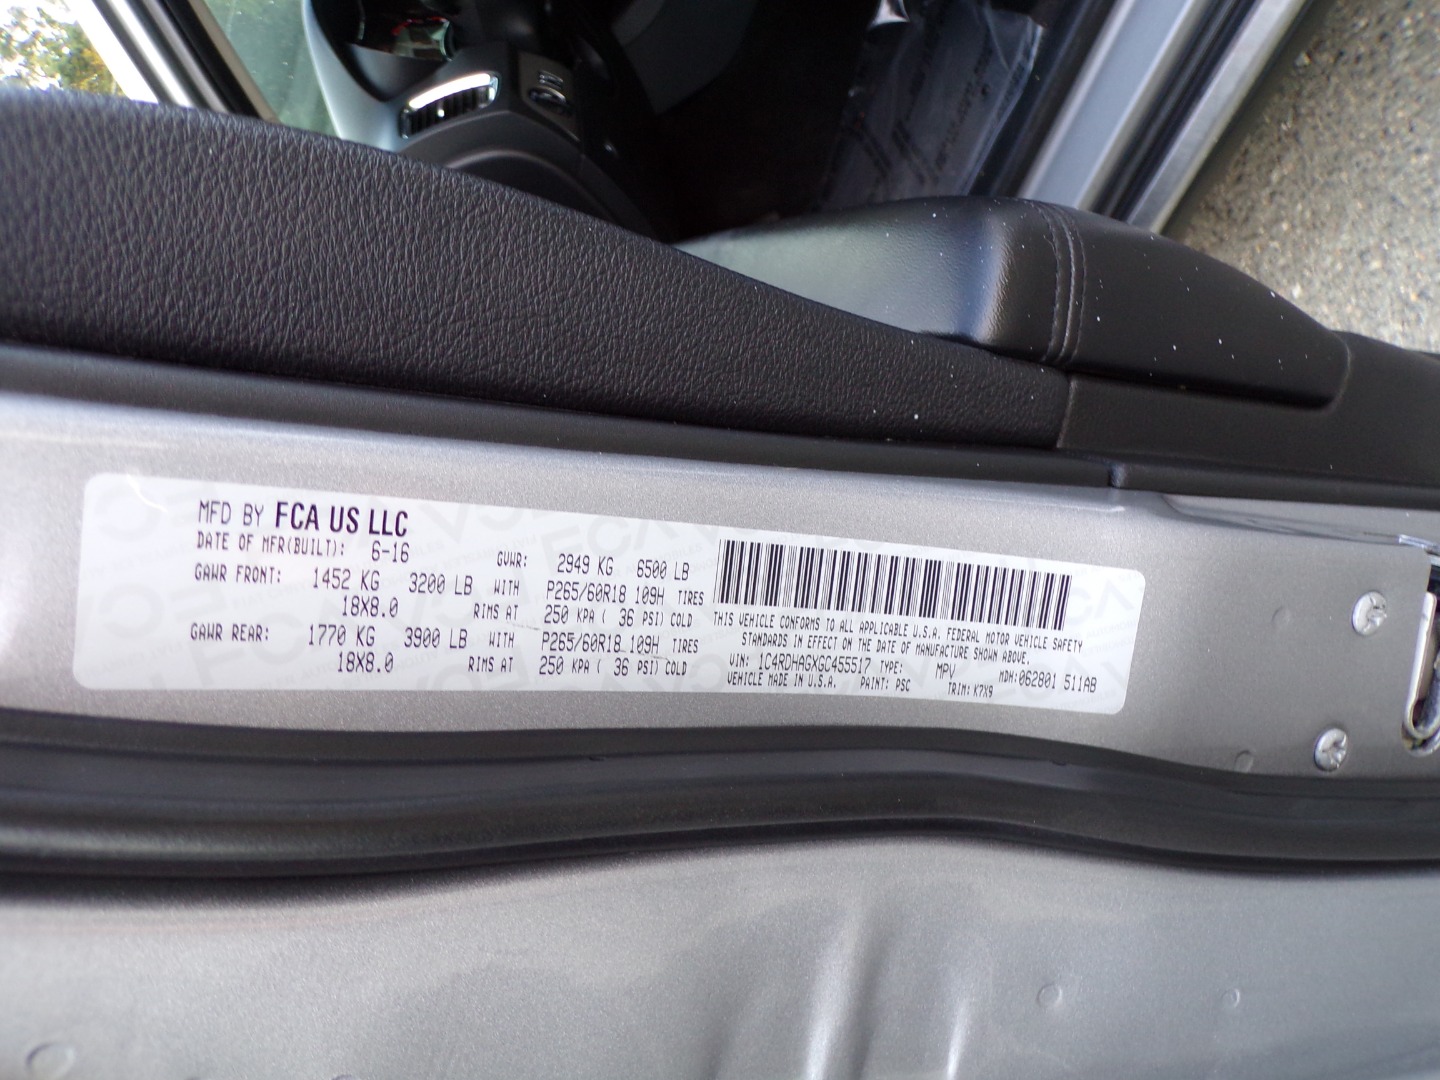 MFD BY FCA US LLC
DATE OF MFR(BUILT): 6-16 GVWR: 2949 KG 6500 LB
GAWR FRONT: 1452 KG 3200 LB WITH P265/60R18 109H TIRES
18X8.0 RIMS AT 250 KPA ( 36 PSI) COLD
GAWR REAR: 1770 KG 3900 LB WITH P265/60R18 109H TIRES
18X8.0 RIMS AT 250 KPA ( 36 PSI) COLD
THIS VEHICLE CONFORMS TO ALL APPLICABLE U.S.A. FEDERAL MOTOR VEHICLE SAFETY
STANDARDS IN EFFECT ON THE DATE OF MANUFACTURE SHOWN ABOVE.
VIN: 1C4RDHAGXGC455517 TYPE: MPV MDH:062801 511AB
VEHICLE MADE IN U.S.A. PAINT: PSC TRIM: K7X9